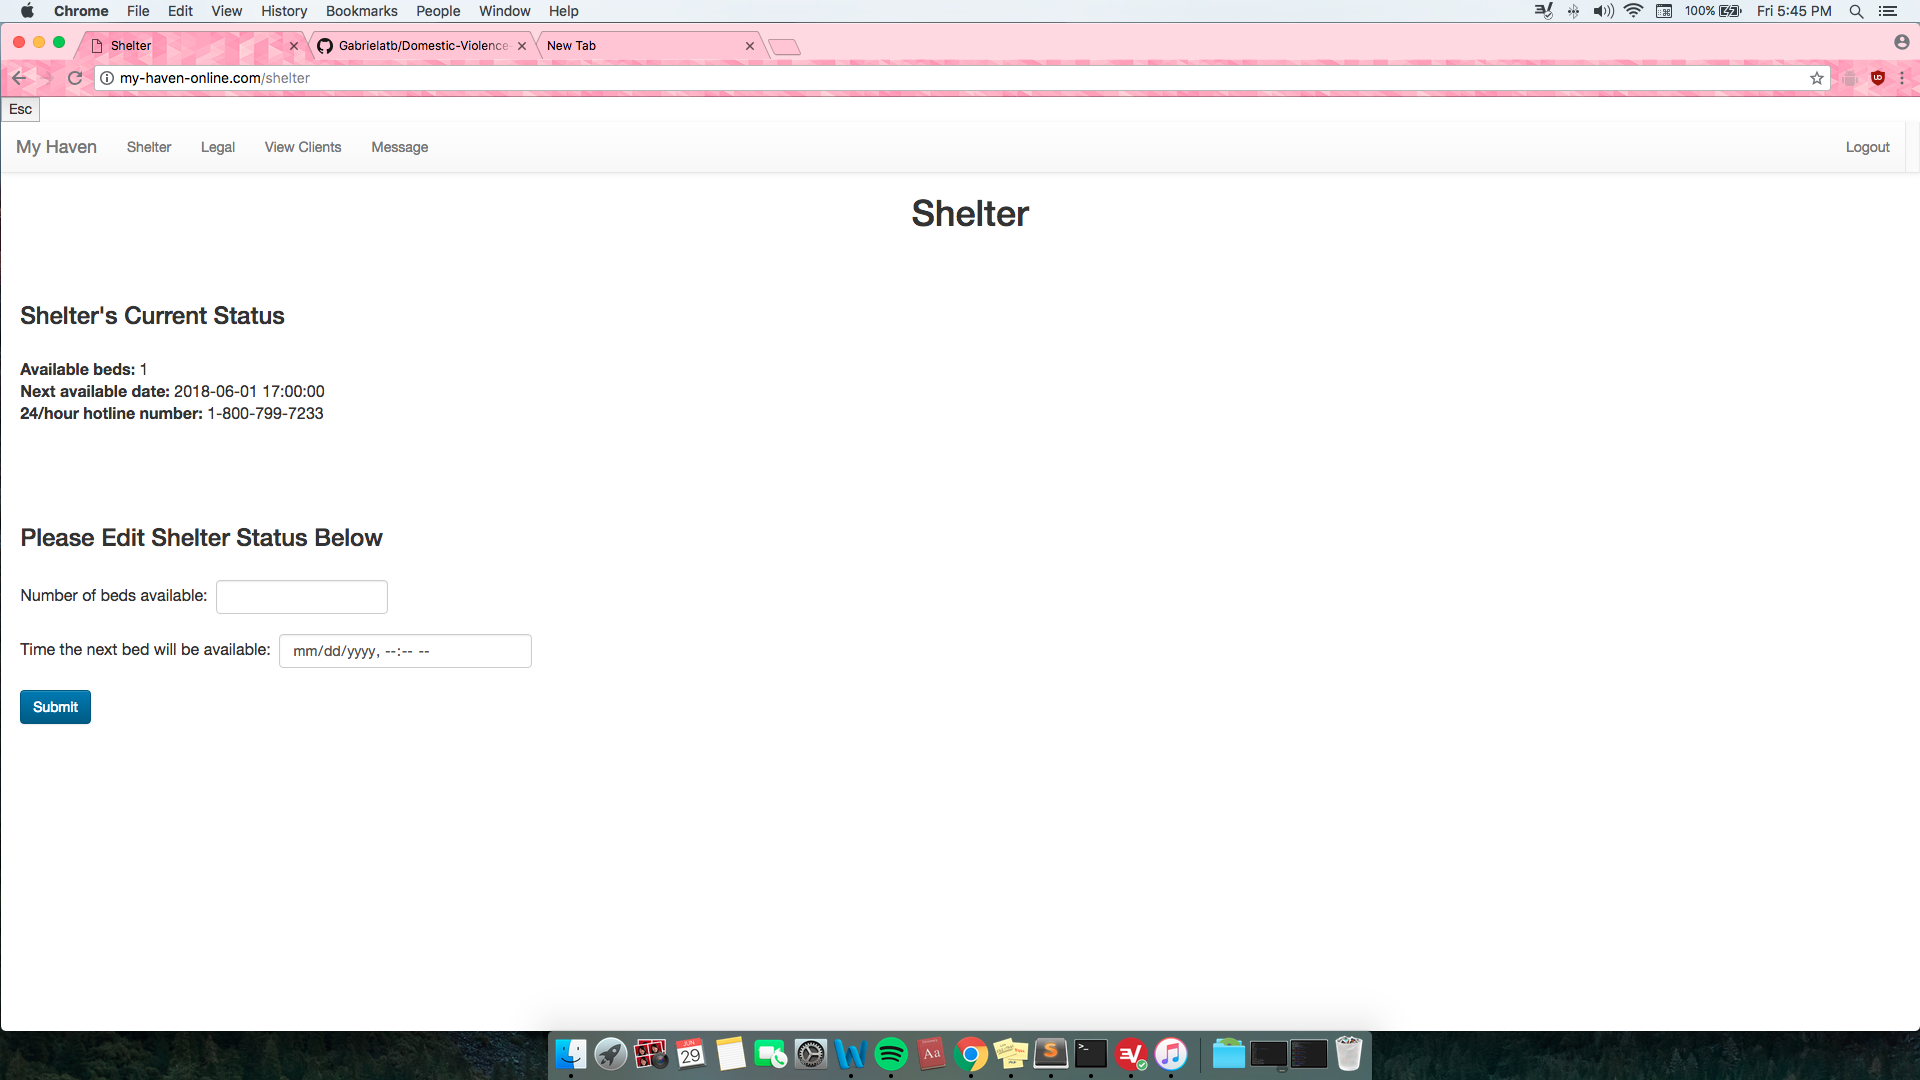 Chrome File Edit View History Bookmarks People Window Help 100% Fri 5:45 PM
Shelter Gabrielatb/Domestic-Violence- New Tab
my-haven-online.com/shelter
Esc
My Haven Shelter Legal View Clients Message Logout
Shelter
Shelter's Current Status
Available beds: 1
Next available date: 2018-06-01 17:00:00
24/hour hotline number: 1-800-799-7233
Please Edit Shelter Status Below
Number of beds available:
Time the next bed will be available: mm/dd/yyyy, --:-- --
Submit
JUN
29
Aa